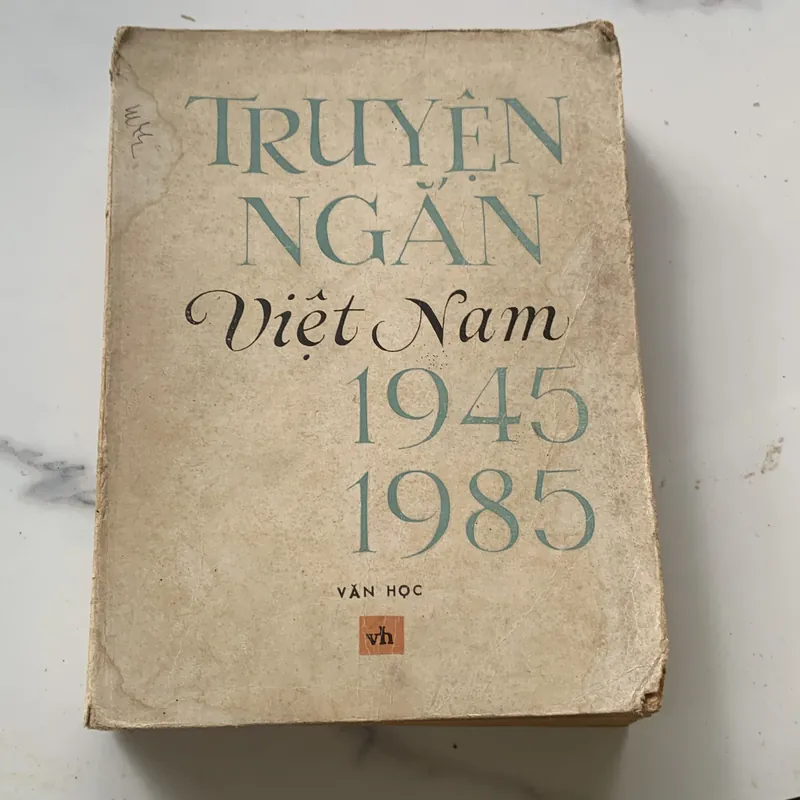 TRUYỆN
NGẮN
Việt Nam
1945
1985
VĂN HỌC
vh